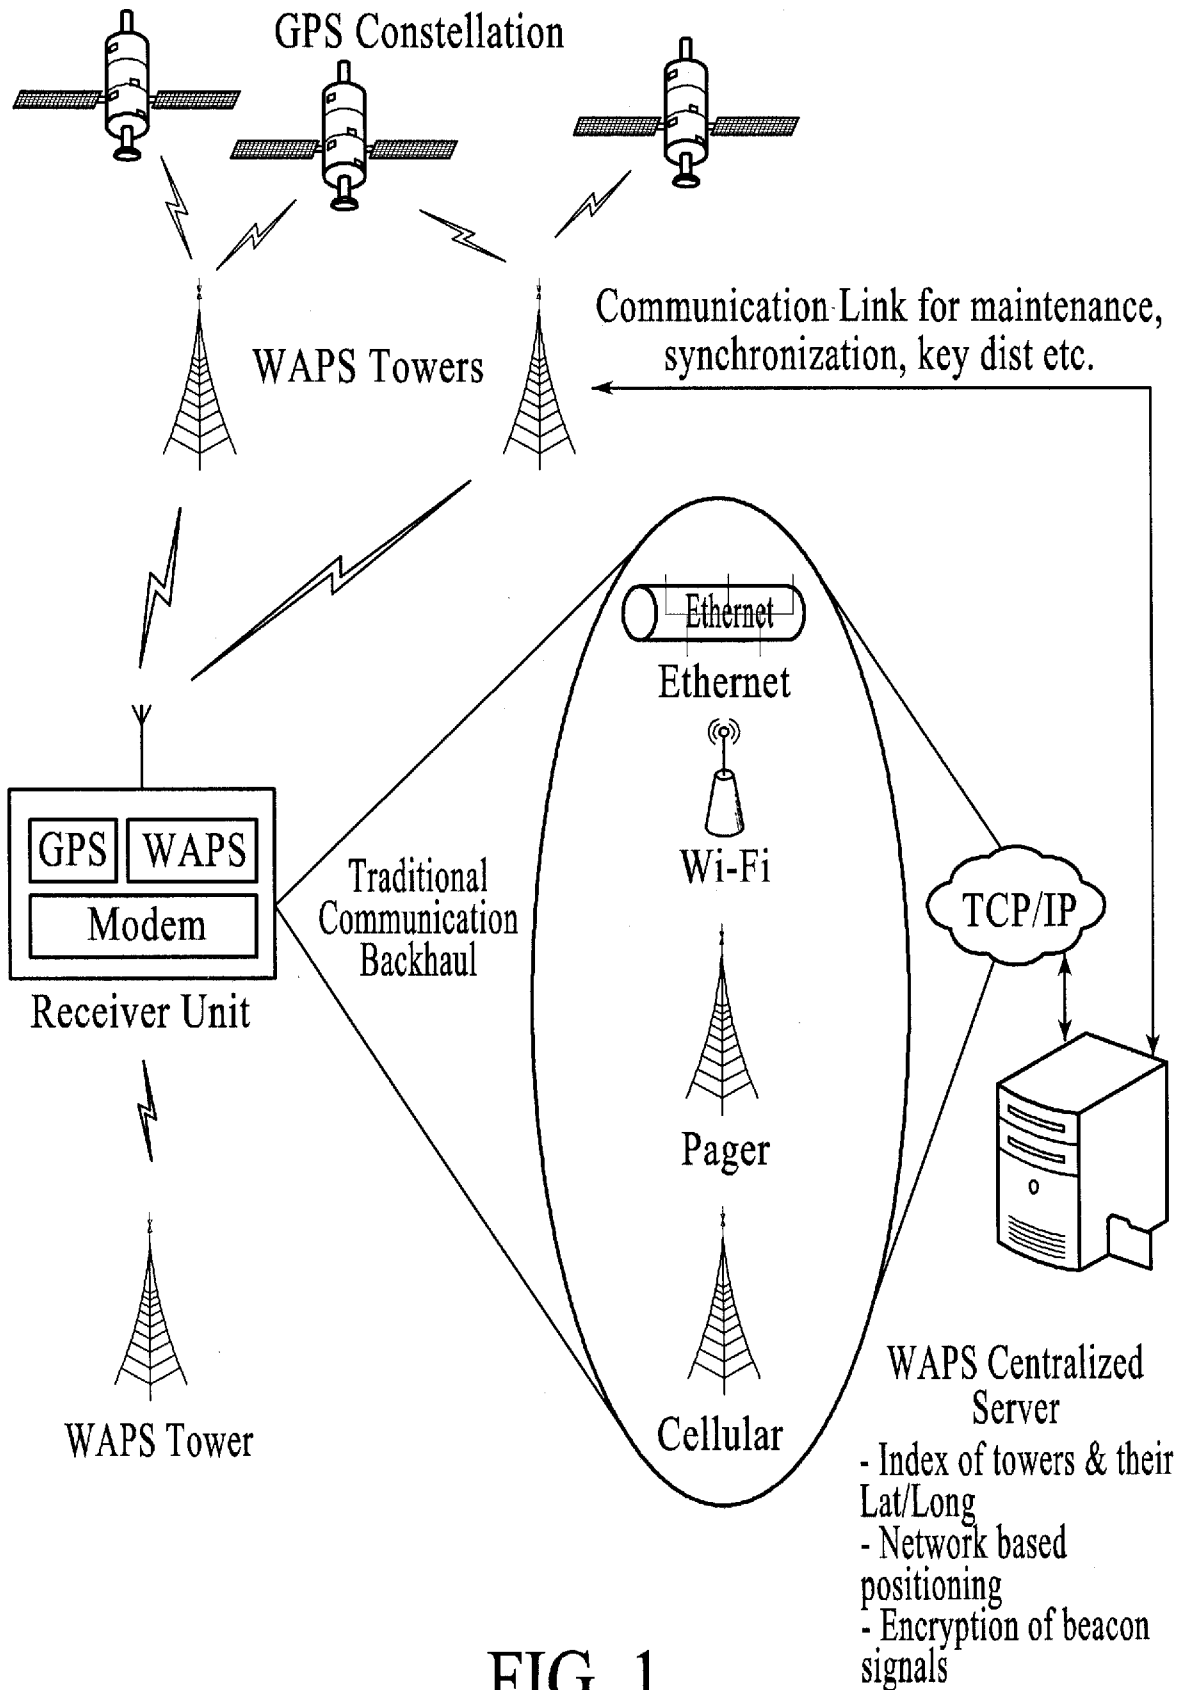 GPS Constellation
Communication Link for maintenance,
synchronization, key dist etc.
WAPS Towers
Ethernet
Ethernet
Wi-Fi
GPS
WAPS
Modem
Receiver Unit
Traditional
Communication
Backhaul
TCP/IP
Pager
Cellular
WAPS Tower
WAPS Centralized
Server
- Index of towers & their
Lat/Long
- Network based
positioning
- Encryption of beacon
signals
FIG. 1